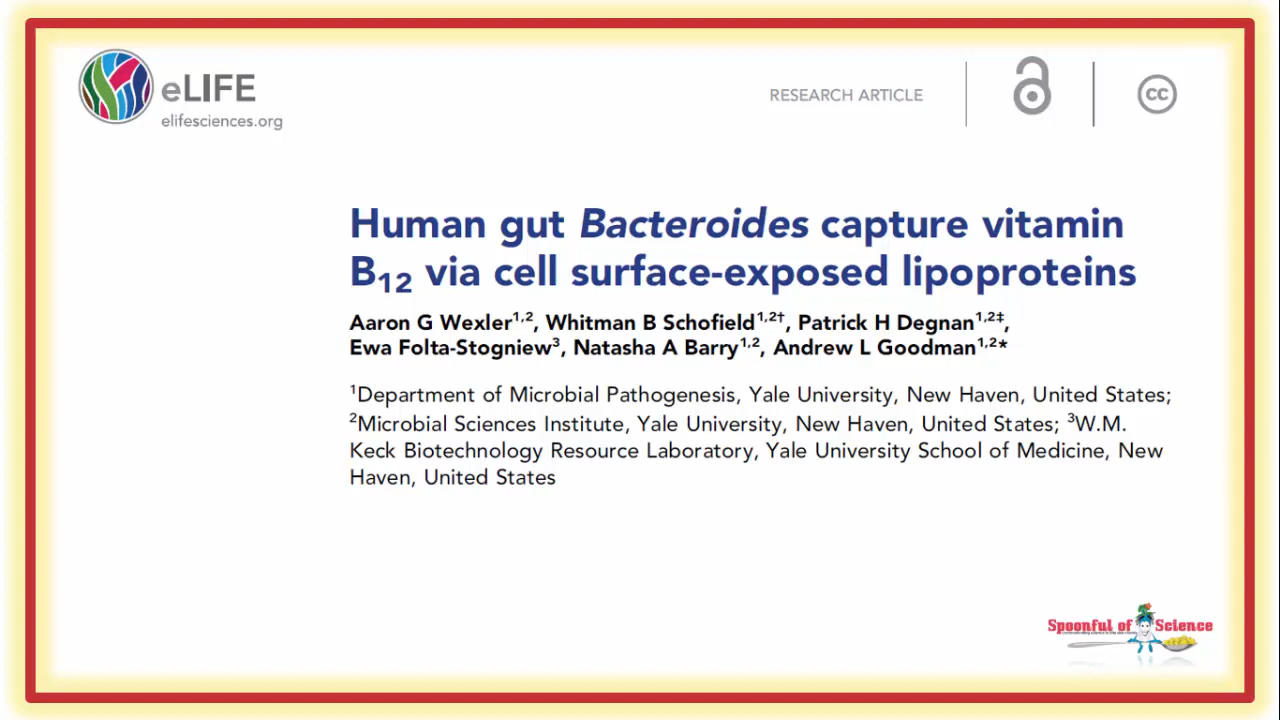 eLIFE
elifesciences.org
RESEARCH ARTICLE
cc
Human gut Bacteroides capture vitamin
B12 via cell surface-exposed lipoproteins
Aaron G Wexler1,2, Whitman B Schofield1,2†, Patrick H Degnan1,2‡,
Ewa Folta-Stogniew3, Natasha A Barry1,2, Andrew L Goodman1,2*
1Department of Microbial Pathogenesis, Yale University, New Haven, United States;
2Microbial Sciences Institute, Yale University, New Haven, United States; 3W.M.
Keck Biotechnology Resource Laboratory, Yale University School of Medicine, New
Haven, United States
Spoonful of Science